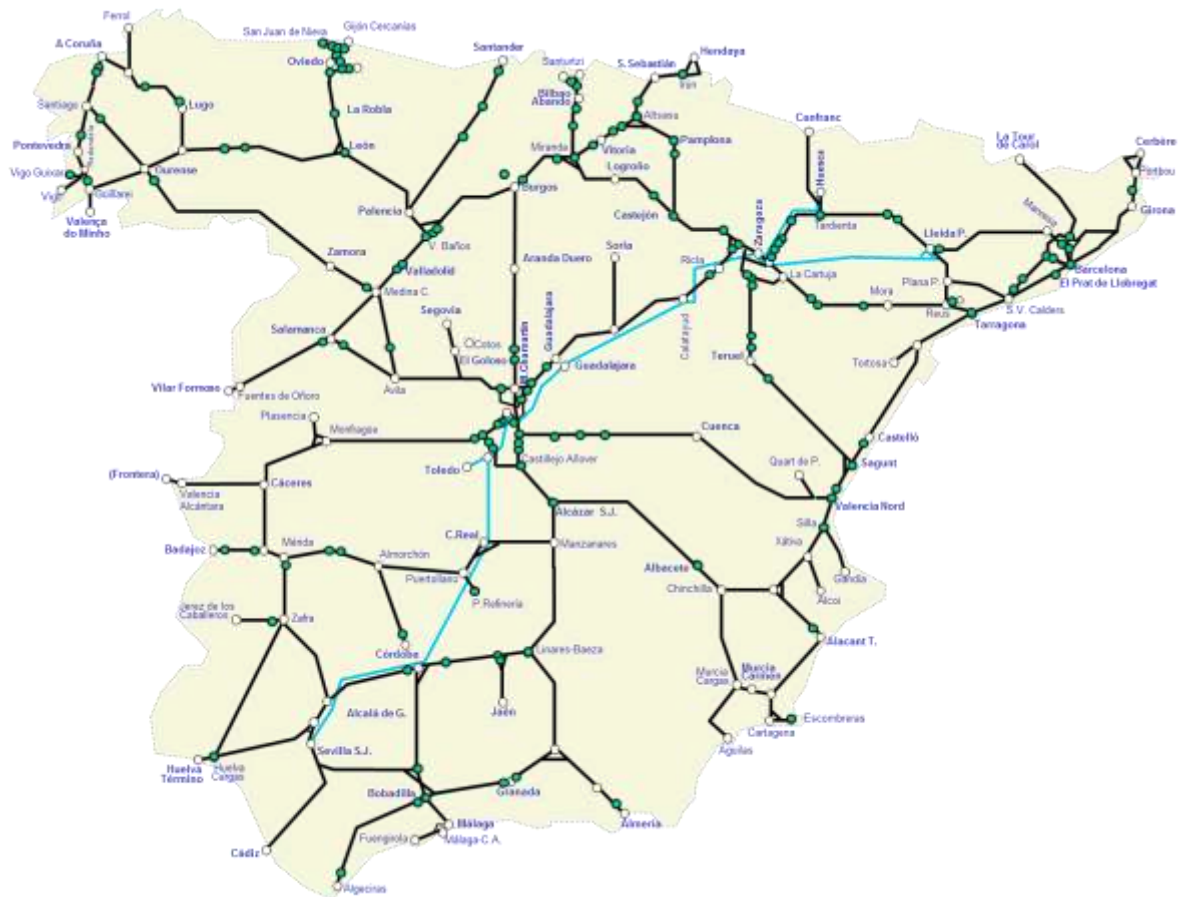 Ferrol
San Juan de Nieva
Gijón Cercanías
A Coruña
Oviedo
Santander
Santurtzi
S. Sebastián
Hendaya
Irún
Bilbao
Abando
Santiago
Lugo
La Robla
Altsasu
Canfranc
La Tour
de Carol
Cerbère
Pontevedra
Redondela
León
Miranda
Vitoria
Pamplona
Portbou
Vigo Guixar
Vigo
Guillarei
Ourense
Logroño
Huesca
Manresa
Girona
Valença
do Minho
Palencia
Burgos
Castejón
Tardienta
Lleida P.
V. Baños
Zaragoza
Zamora
Valladolid
Aranda Duero
Soria
Ricla
La Cartuja
Barcelona
El Prat de Llobregat
Plana P.
Medina C.
Mora
Reus
S.V. Calders
Segovia
Tarragona
Salamanca
Cotos
El Goloso
Md.Chamartín
Guadalajara
Calatayud
Guadalajara
Teruel
Tortosa
Vilar Formoso
Fuentes de Oñoro
Ávila
Plasencia
Monfragüe
Cuenca
Castelló
(Frontera)
Valencia
Alcántara
Cáceres
Toledo
Castillejo Añover
Quart de P.
Sagunt
Alcázar S.J.
Valencia Nord
Silla
Badajoz
Mérida
Almorchón
C.Real
Manzanares
Xàtiva
Puertollano
Albacete
Gandia
P.Refinería
Chinchilla
Alcoi
Jerez de los
Caballeros
Zafra
Alacant T.
Córdoba
Linares-Baeza
Murcia
Cargas
Murcia
Carmen
Alcalá de G.
Jaén
Escombreras
Cartagena
Águilas
Huelva
Término
Huelva
Cargas
Sevilla S.J.
Bobadilla
Granada
Málaga
Almería
Fuengirola
Málaga-C.A.
Cádiz
Algeciras